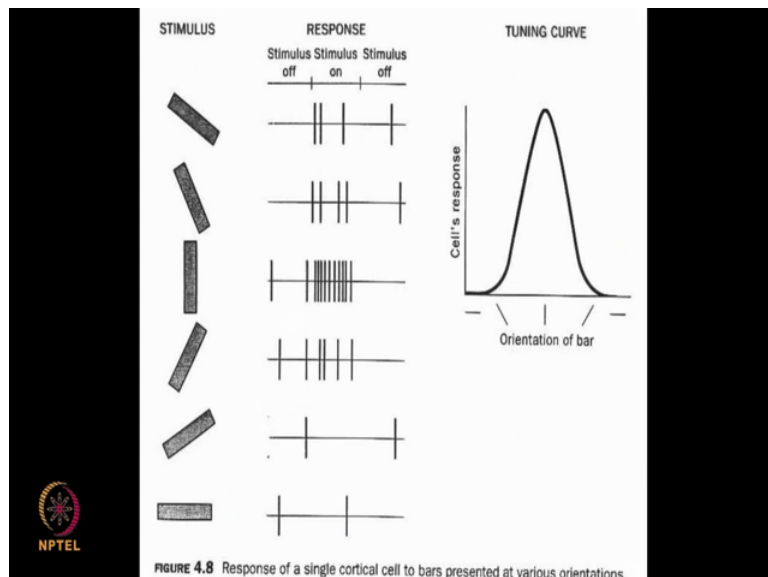 STIMULUS
RESPONSE
TUNING CURVE
Stimulus Stimulus Stimulus
off on off
Cell's response
Orientation of bar
NPTEL
FIGURE 4.8 Response of a single cortical cell to bars presented at various orientations